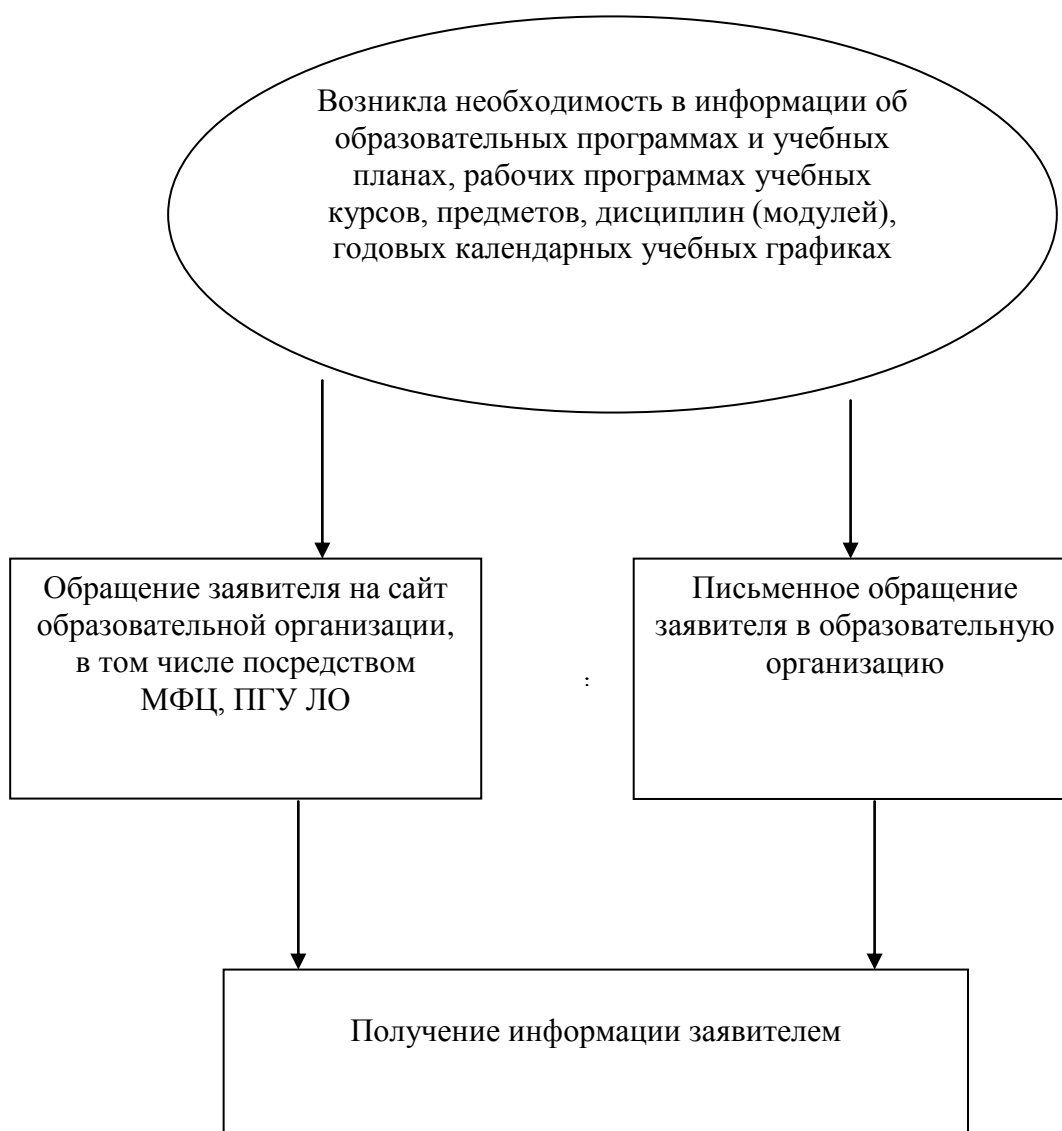 Возникла необходимость в информации об
образовательных программах и учебных
планах, рабочих программах учебных
курсов, предметов, дисциплин (модулей),
годовых календарных учебных графиках
Обращение заявителя на сайт
образовательной организации,
в том числе посредством
МФЦ, ПГУ ЛО
:
Письменное обращение
заявителя в образовательную
организацию
Получение информации заявителем